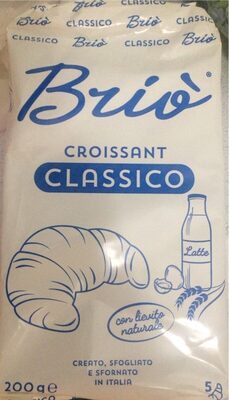 Briò CLASSICO Briò CLASSICO
CLASSICO Briò CLASSICO Briò
Briò®
CROISSANT
CLASSICO
Latte
con lievito
naturale
CREATO, SFOGLIATO
E SFORNATO
IN ITALIA
200g e
5